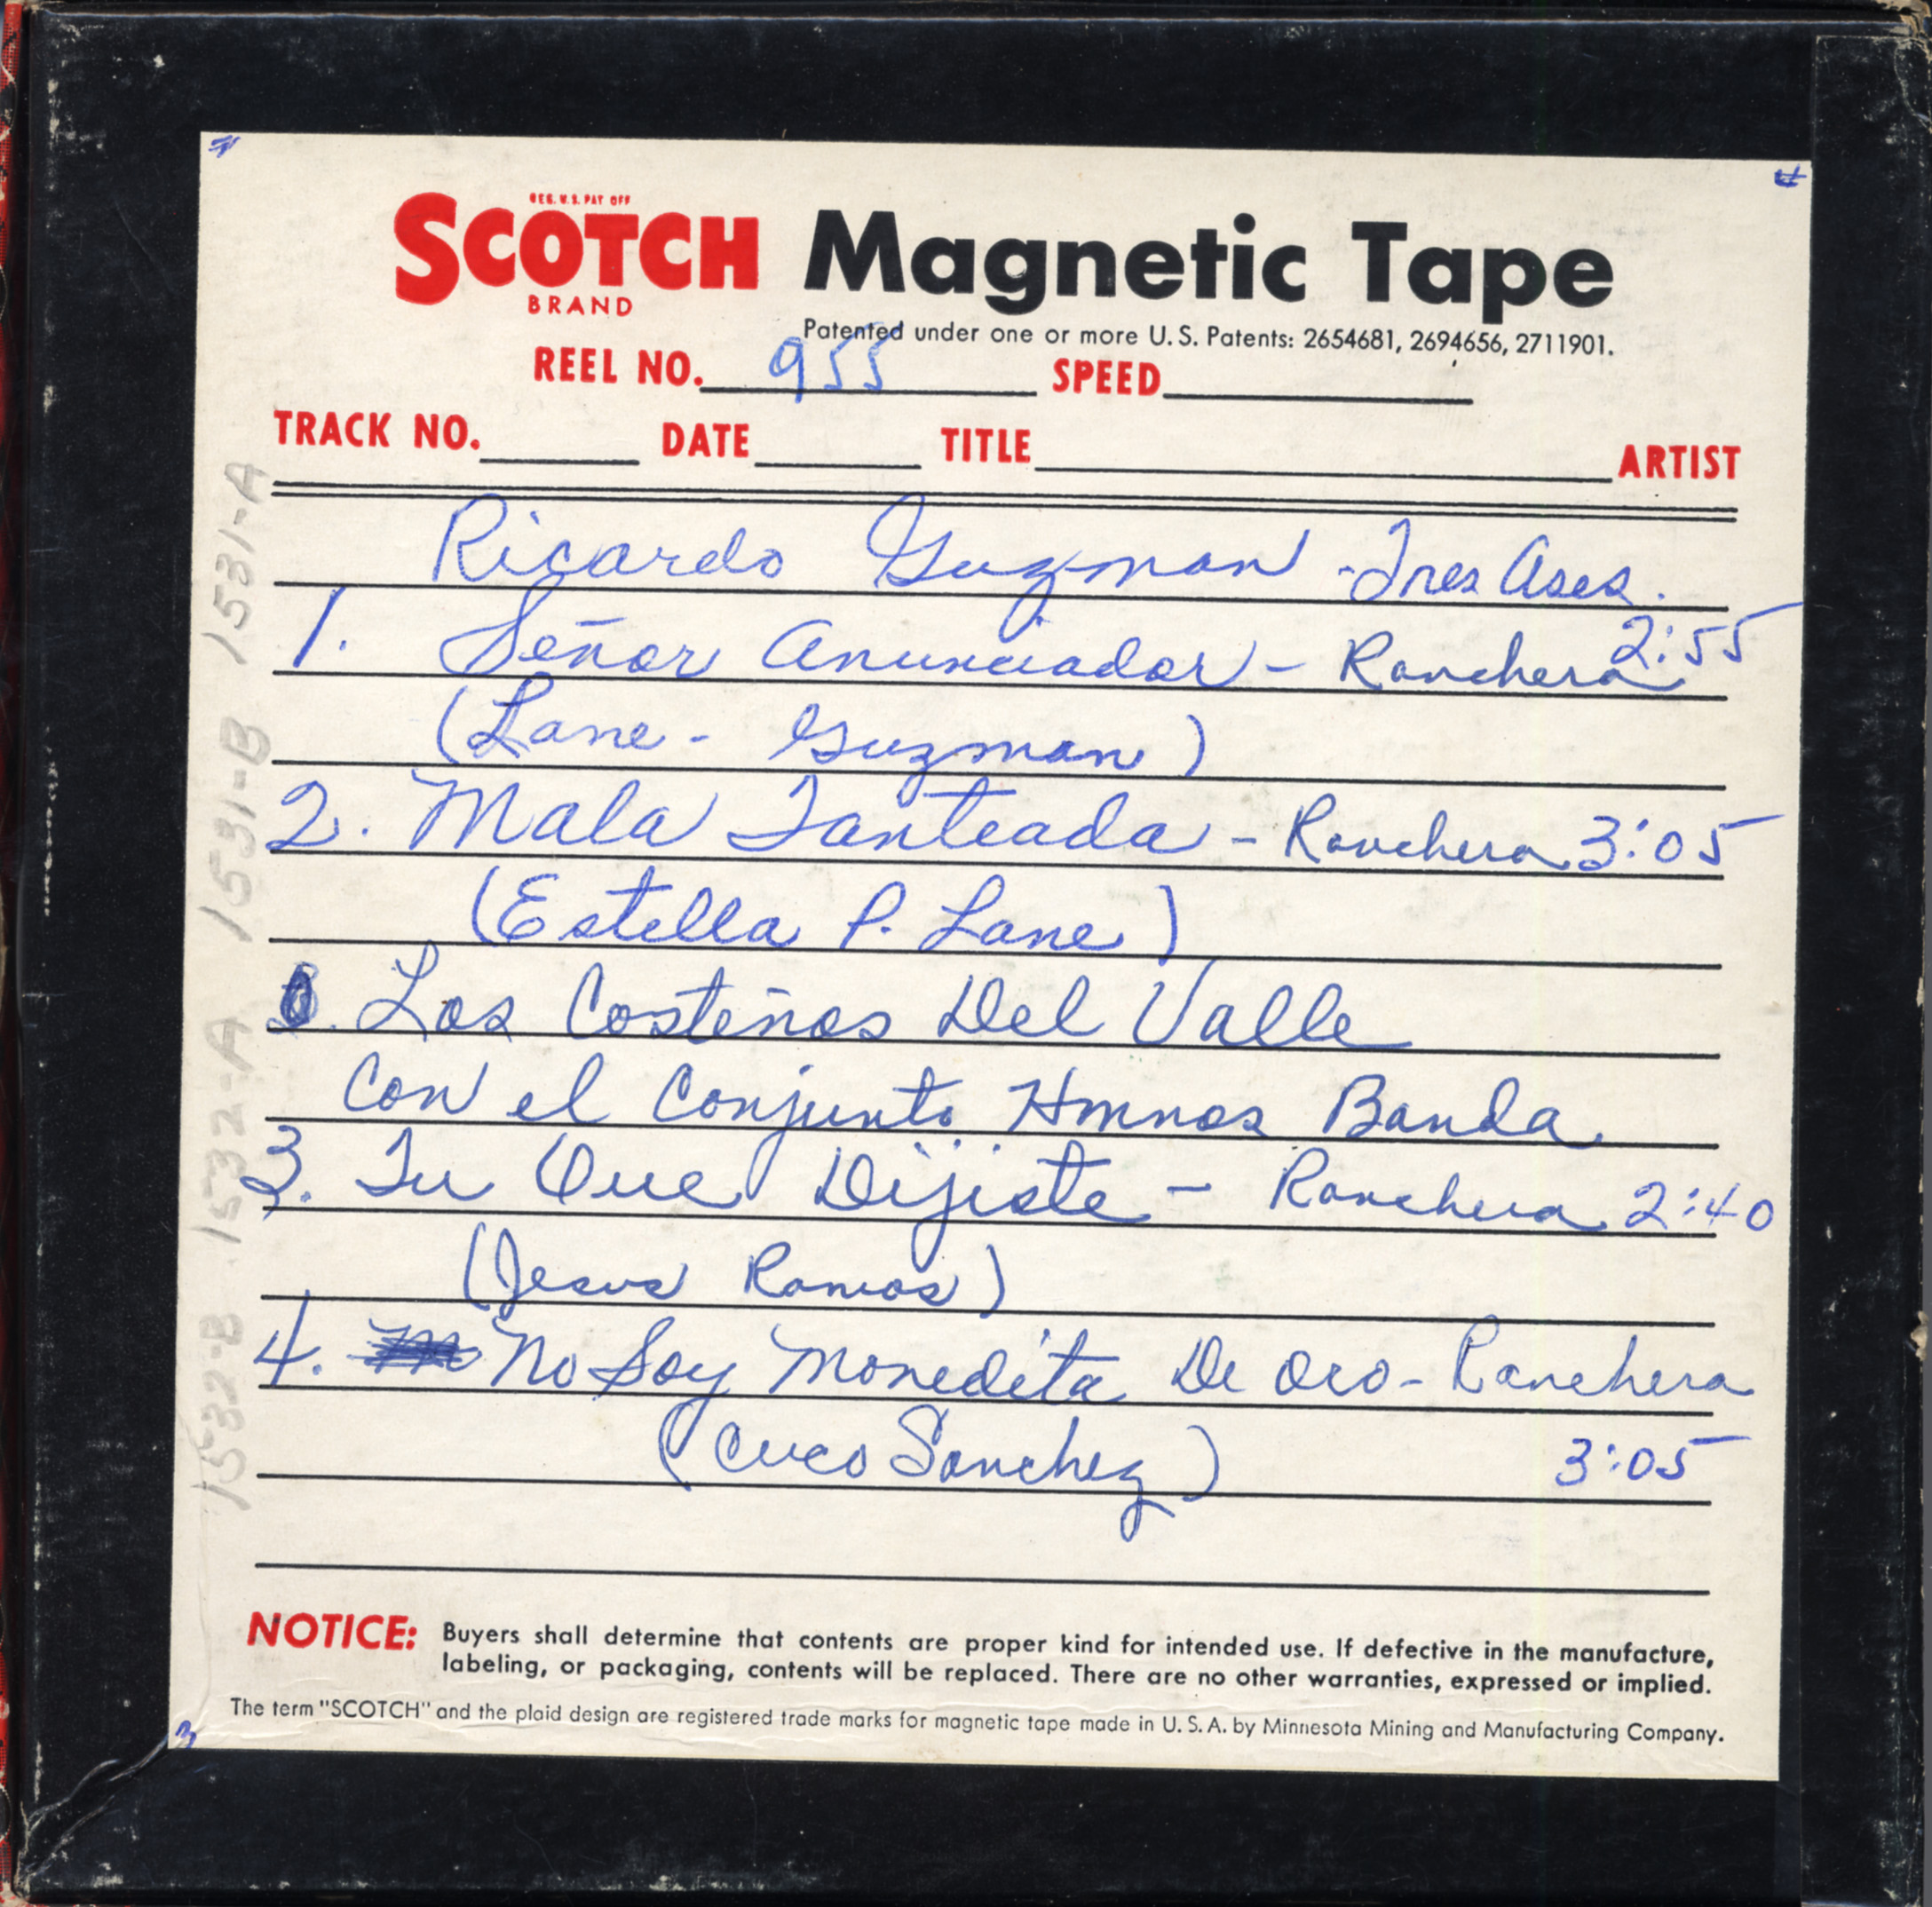 REG. U.S. PAT OFF
SCOTCH Magnetic Tape
BRAND
Patented under one or more U.S. Patents: 2654681, 2694656, 2711901.
REEL NO. 955 SPEED
TRACK NO. DATE TITLE ARTIST
Ricardo Guzman - Tres Ases.
1. Señor Anunciador - Ranchera 2:55
(Lane - Guzman)
2. Mala Tanteada - Ranchera 3:05
(Estella P. Lane)
Los Costeños Del Valle
Con el Conjunto Hmnos Banda
3. Tu Que Dijiste - Ranchera 2:40
(Jesus Ramos)
4. No Soy Monedita De Oro - Ranchera
(Cuco Sanchez) 3:05
NOTICE: Buyers shall determine that contents are proper kind for intended use. If defective in the manufacture,
labeling, or packaging, contents will be replaced. There are no other warranties, expressed or implied.
The term "SCOTCH" and the plaid design are registered trade marks for magnetic tape made in U.S.A. by Minnesota Mining and Manufacturing Company.
1532-B 1532-A 1531-B 1531-A